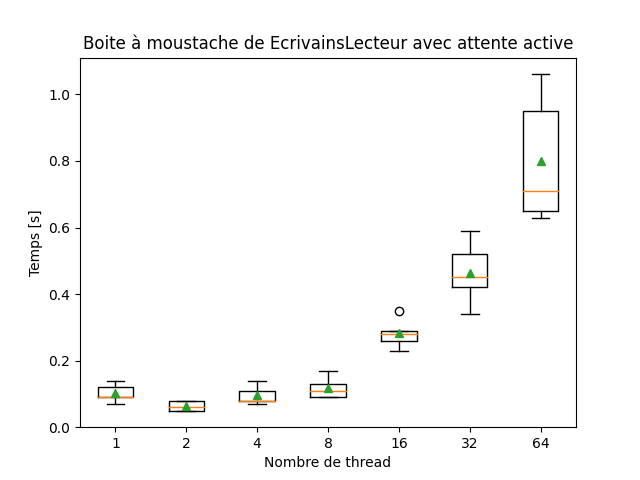 Boite à moustache de EcrivainsLecteur avec attente active
Temps [s]
1.0
0.8
0.6
0.4
0.2
0.0
1 2 4 8 16 32 64
Nombre de thread